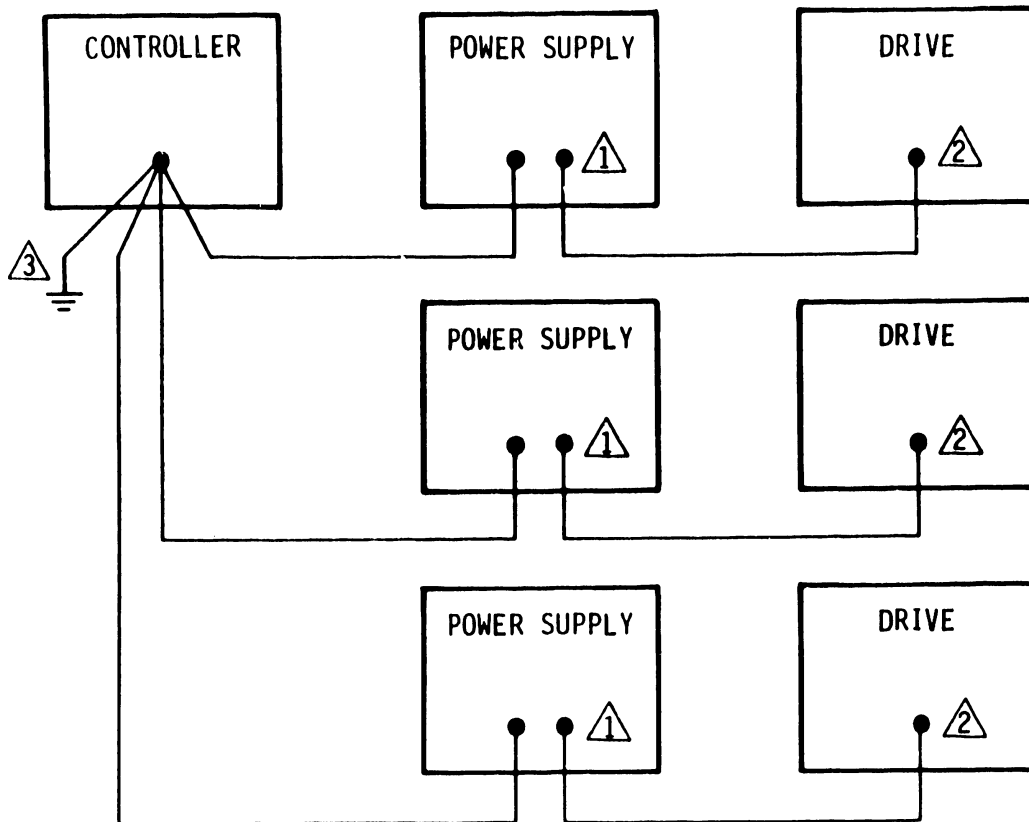 CONTROLLER
POWER SUPPLY
DRIVE
1
2
3
POWER SUPPLY
DRIVE
1
2
POWER SUPPLY
DRIVE
1
2